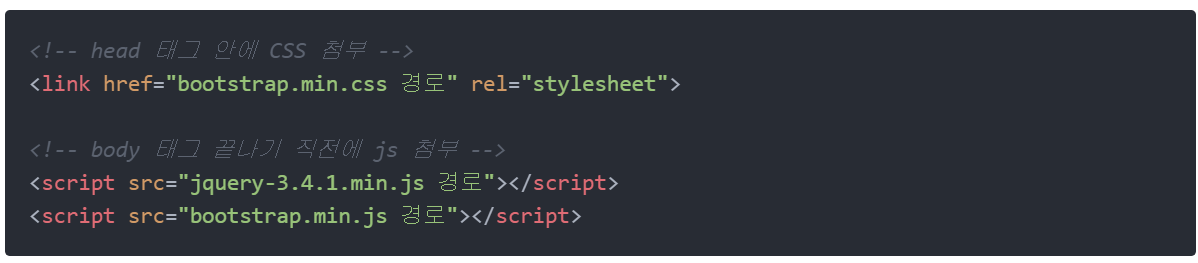 <!-- head 태그 안에 CSS 첨부 -->
<link href="bootstrap.min.css 경로" rel="stylesheet">
<!-- body 태그 끝나기 직전에 js 첨부 -->
<script src="jquery-3.4.1.min.js 경로"></script>
<script src="bootstrap.min.js 경로"></script>